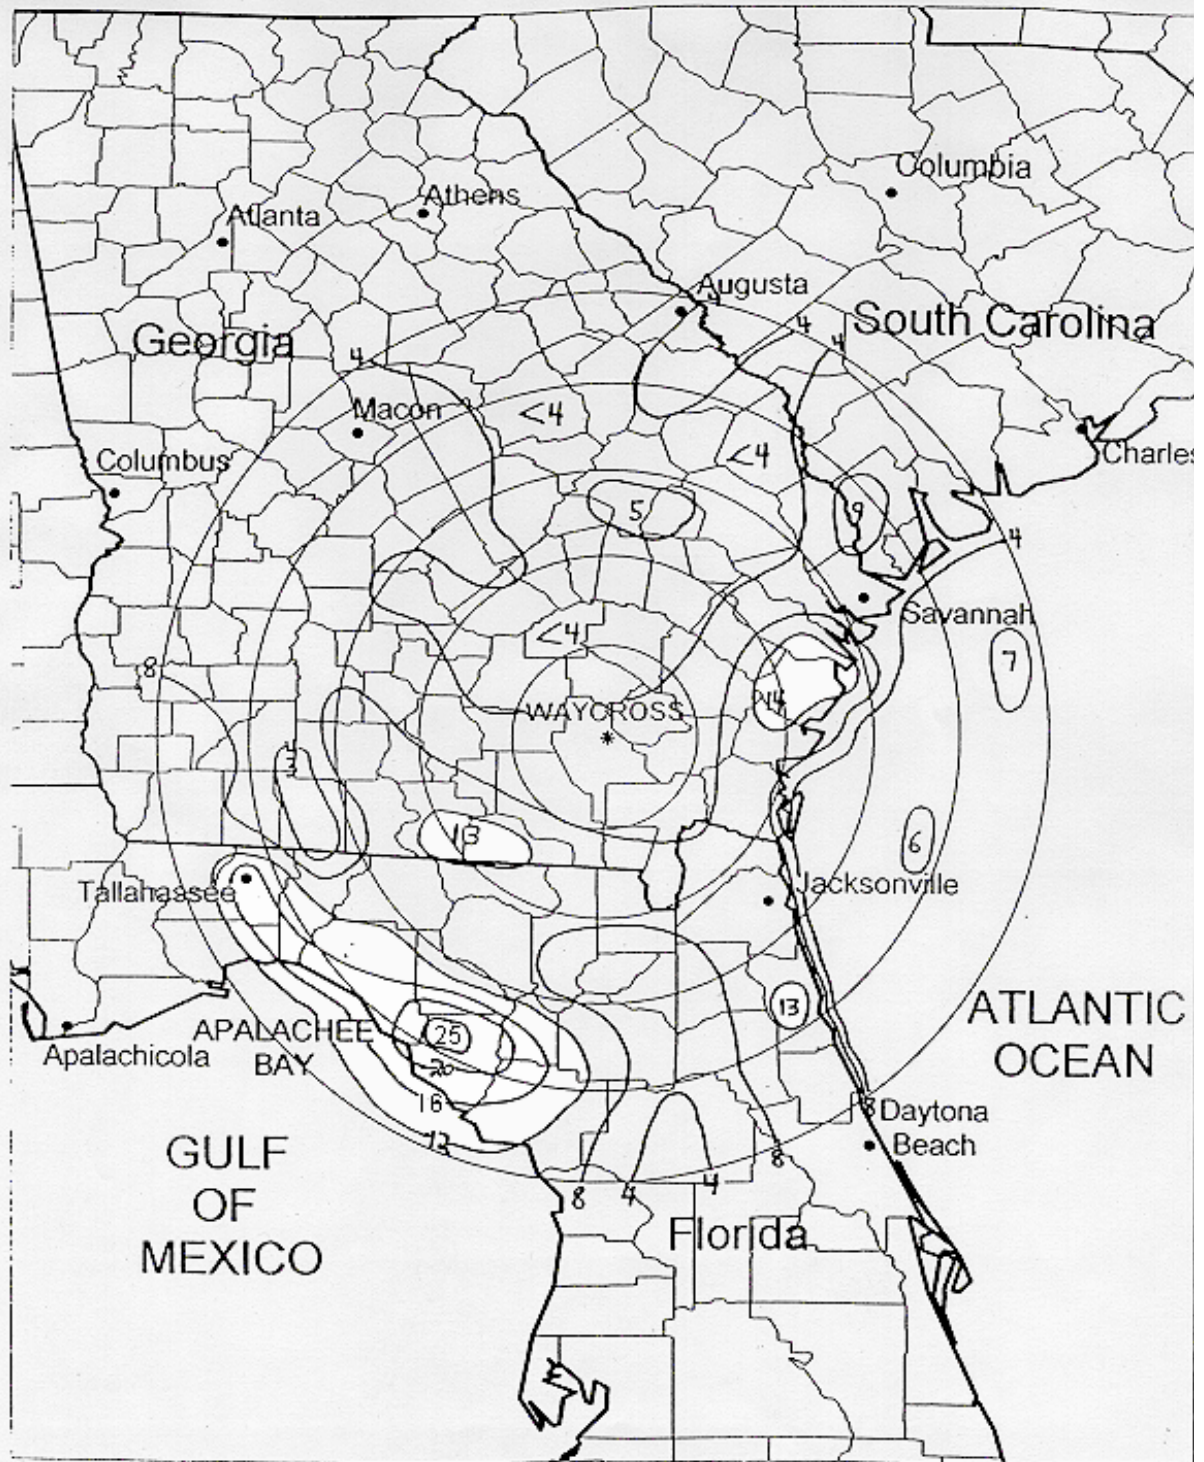 Columbia
Athens
Atlanta
Augusta
4
South Carolina
4
Georgia
4
Macon
<4
Charles
<4
Columbus
5
9
4
Savannah
<4
7
8
14
WAYCROSS
13
6
Tallahassee
Jacksonville
13
ATLANTIC
OCEAN
APALACHEE
BAY
25
Apalachicola
20
16
8
Daytona
Beach
12
GULF
OF
MEXICO
8
4
4
8
Florida